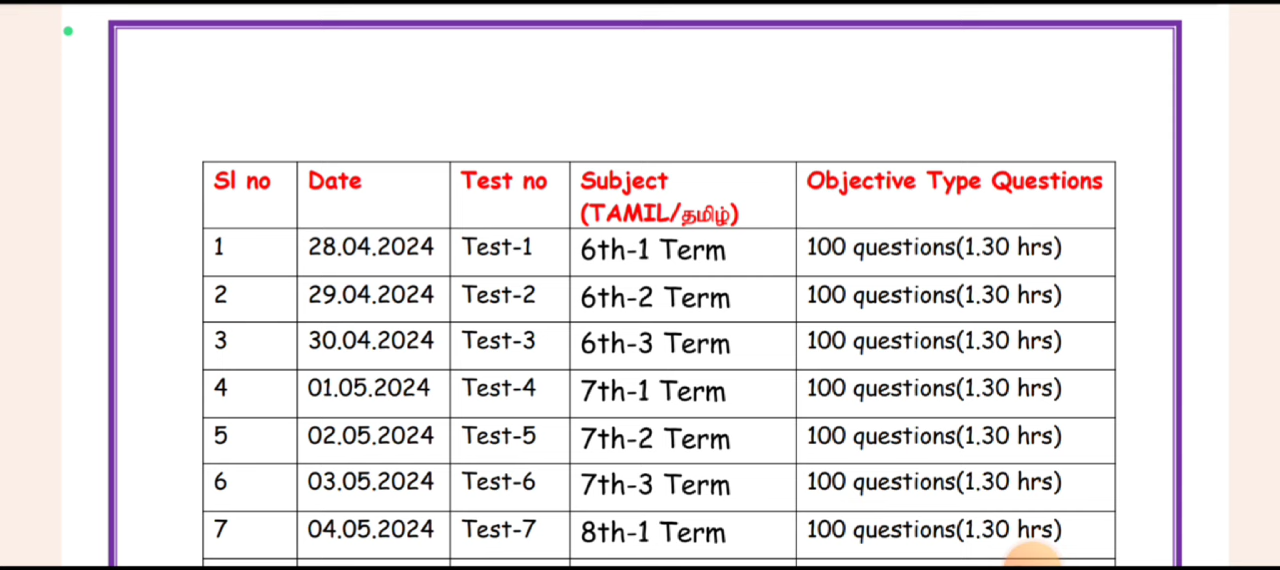 Sl no Date Test no Subject Objective Type Questions
(TAMIL/தமிழ்)
1 28.04.2024 Test-1 6th-1 Term 100 questions(1.30 hrs)
2 29.04.2024 Test-2 6th-2 Term 100 questions(1.30 hrs)
3 30.04.2024 Test-3 6th-3 Term 100 questions(1.30 hrs)
4 01.05.2024 Test-4 7th-1 Term 100 questions(1.30 hrs)
5 02.05.2024 Test-5 7th-2 Term 100 questions(1.30 hrs)
6 03.05.2024 Test-6 7th-3 Term 100 questions(1.30 hrs)
7 04.05.2024 Test-7 8th-1 Term 100 questions(1.30 hrs)